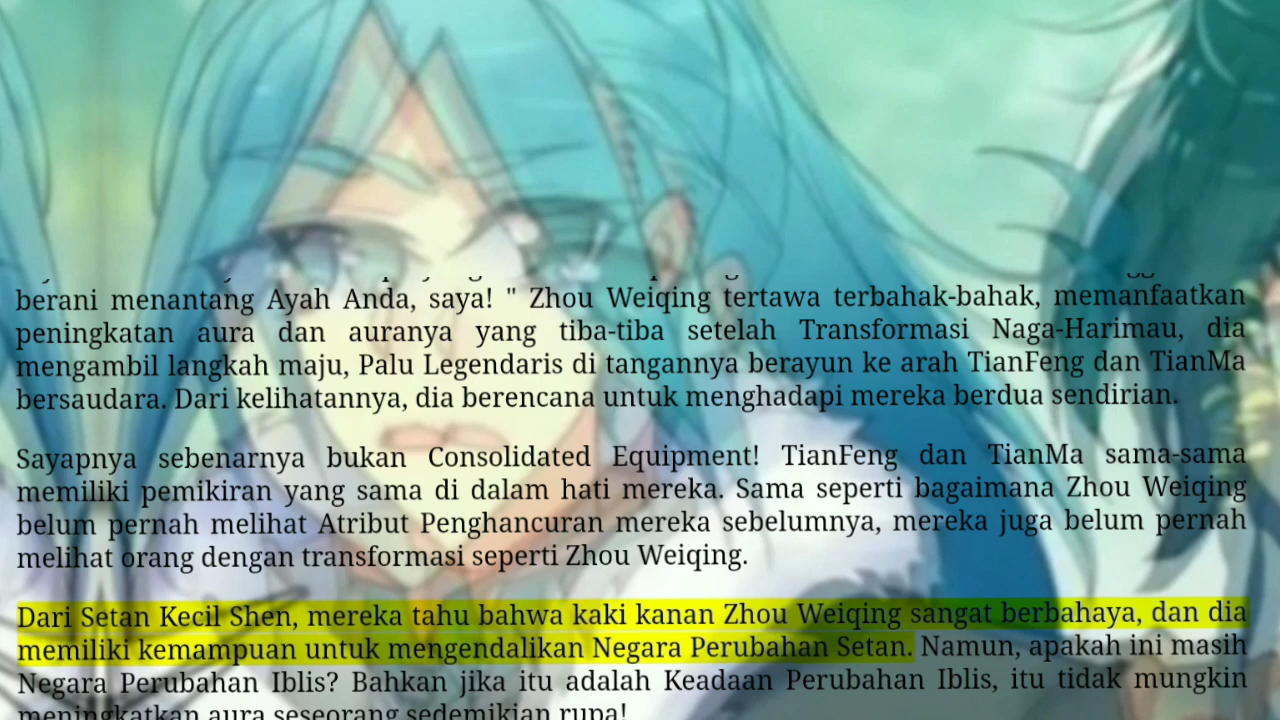 berani menantang Ayah Anda, saya! " Zhou Weiqing tertawa terbahak-bahak, memanfaatkan
peningkatan aura dan auranya yang tiba-tiba setelah Transformasi Naga-Harimau, dia
mengambil langkah maju, Palu Legendaris di tangannya berayun ke arah TianFeng dan TianMa
bersaudara. Dari kelihatannya, dia berencana untuk menghadapi mereka berdua sendirian.
Sayapnya sebenarnya bukan Consolidated Equipment! TianFeng dan TianMa sama-sama
memiliki pemikiran yang sama di dalam hati mereka. Sama seperti bagaimana Zhou Weiqing
belum pernah melihat Atribut Penghancuran mereka sebelumnya, mereka juga belum pernah
melihat orang dengan transformasi seperti Zhou Weiqing.
Dari Setan Kecil Shen, mereka tahu bahwa kaki kanan Zhou Weiqing sangat berbahaya, dan dia
memiliki kemampuan untuk mengendalikan Negara Perubahan Setan. Namun, apakah ini masih
Negara Perubahan Iblis? Bahkan jika itu adalah Keadaan Perubahan Iblis, itu tidak mungkin
meningkatkan aura seseorang sedemikian rupa!